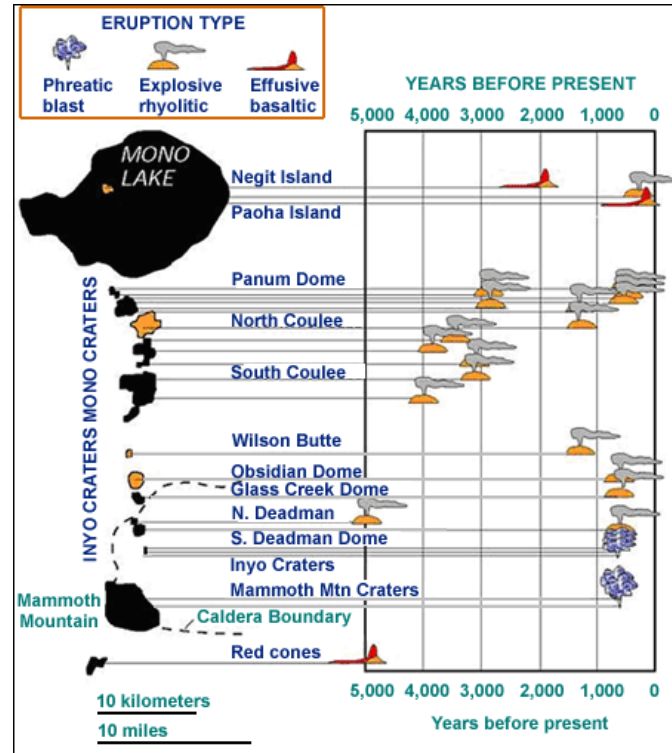 ERUPTION TYPE
Phreatic blast
Explosive rhyolitic
Effusive basaltic
YEARS BEFORE PRESENT
5,000 4,000 3,000 2,000 1,000 0
MONO LAKE
Negit Island
Paoha Island
INYO CRATERS MONO CRATERS
Panum Dome
North Coulee
South Coulee
Wilson Butte
Obsidian Dome
Glass Creek Dome
N. Deadman
S. Deadman Dome
Inyo Craters
Mammoth Mtn Craters
Mammoth Mountain
Caldera Boundary
Red cones
5,000 4,000 3,000 2,000 1,000 0
10 kilometers
10 miles
Years before present